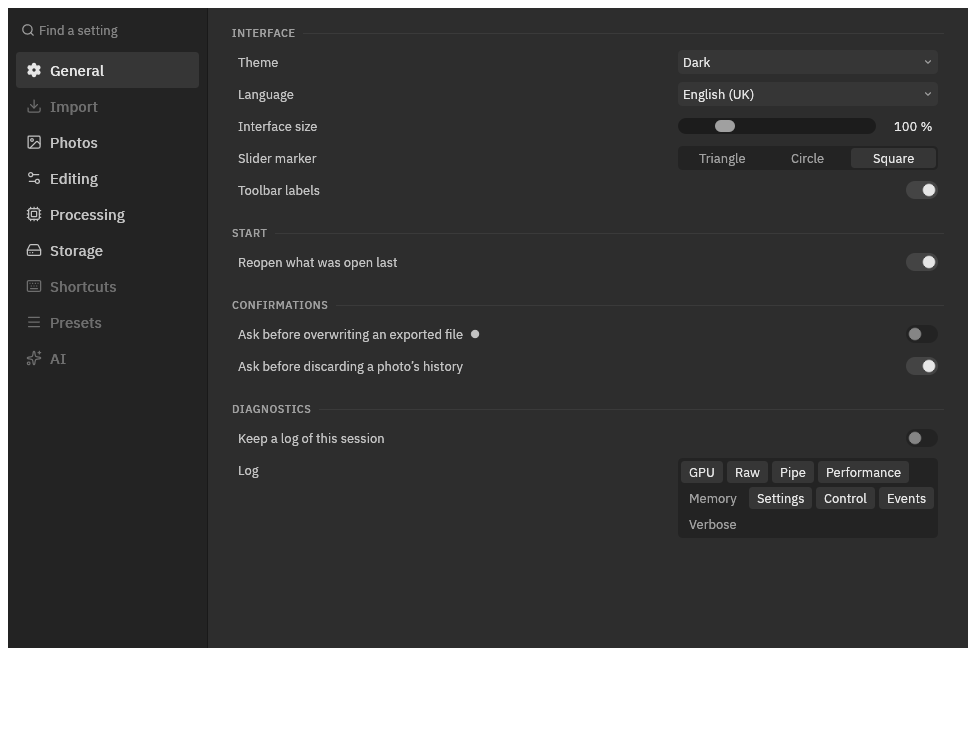 Find a setting
General
Import
Photos
Editing
Processing
Storage
Shortcuts
Presets
AI
INTERFACE
Theme Dark
Language English (UK)
Interface size 100 %
Slider marker Triangle Circle Square
Toolbar labels
START
Reopen what was open last
CONFIRMATIONS
Ask before overwriting an exported file
Ask before discarding a photo’s history
DIAGNOSTICS
Keep a log of this session
Log GPU Raw Pipe Performance
Memory Settings Control Events
Verbose